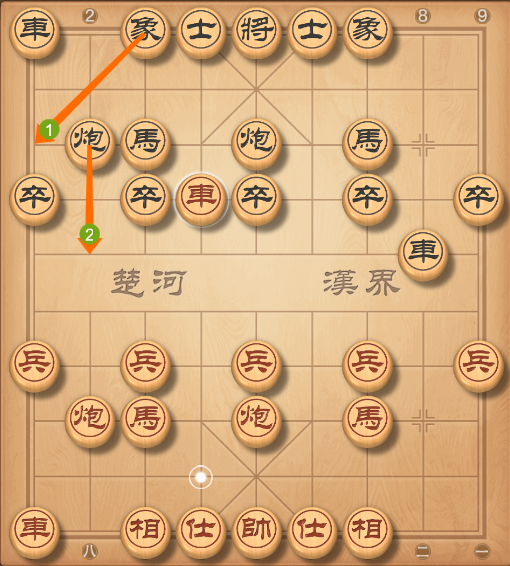 2 8 9
車 象 士 將 士 象
1
炮 馬 炮 馬
卒 卒 車 卒 卒 卒
2
車
楚河 漢界
兵 兵 兵 兵 兵
炮 馬 炮 馬
車 相 仕 帥 仕 相
八 二 一